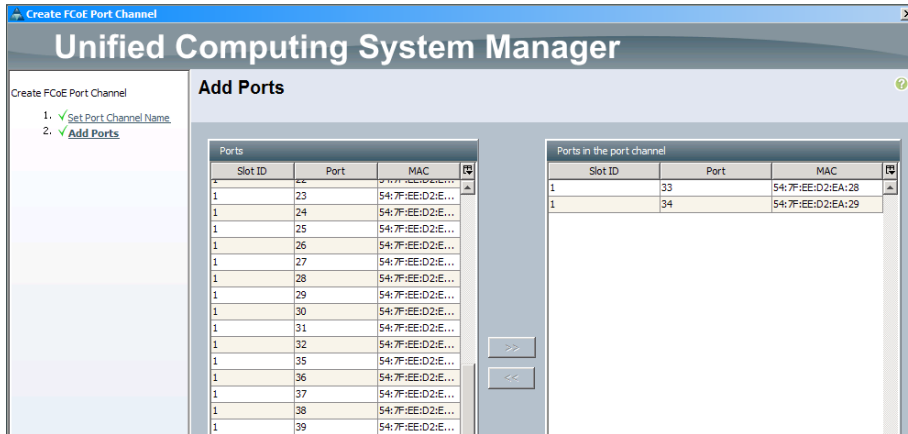 Create FCoE Port Channel
Unified Computing System Manager
Create FCoE Port Channel
1. Set Port Channel Name
2. Add Ports
Add Ports
?
Ports
Slot ID Port MAC
1 22 54:7F:EE:D2:E...
1 23 54:7F:EE:D2:E...
1 24 54:7F:EE:D2:E...
1 25 54:7F:EE:D2:E...
1 26 54:7F:EE:D2:E...
1 27 54:7F:EE:D2:E...
1 28 54:7F:EE:D2:E...
1 29 54:7F:EE:D2:E...
1 30 54:7F:EE:D2:E...
1 31 54:7F:EE:D2:E...
1 32 54:7F:EE:D2:E...
1 35 54:7F:EE:D2:E...
1 36 54:7F:EE:D2:E...
1 37 54:7F:EE:D2:E...
1 38 54:7F:EE:D2:E...
1 39 54:7F:EE:D2:E...
>>
<<
Ports in the port channel
Slot ID Port MAC
1 33 54:7F:EE:D2:EA:28
1 34 54:7F:EE:D2:EA:29